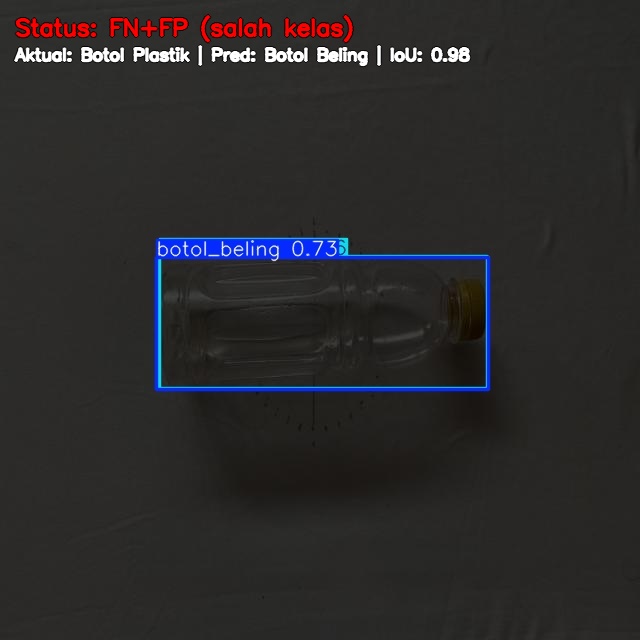 Status: FN+FP (salah kelas)
Aktual: Botol Plastik | Pred: Botol Beling | IoU: 0.98
botol_beling 0.73